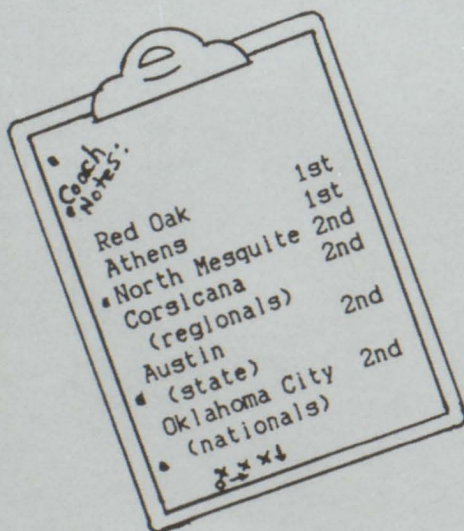 Coach
Notes:
Red Oak 1st
Athens 1st
North Mesquite 2nd
Corsicana 2nd
(regionals)
Austin 2nd
(state)
Oklahoma City 2nd
(nationals)